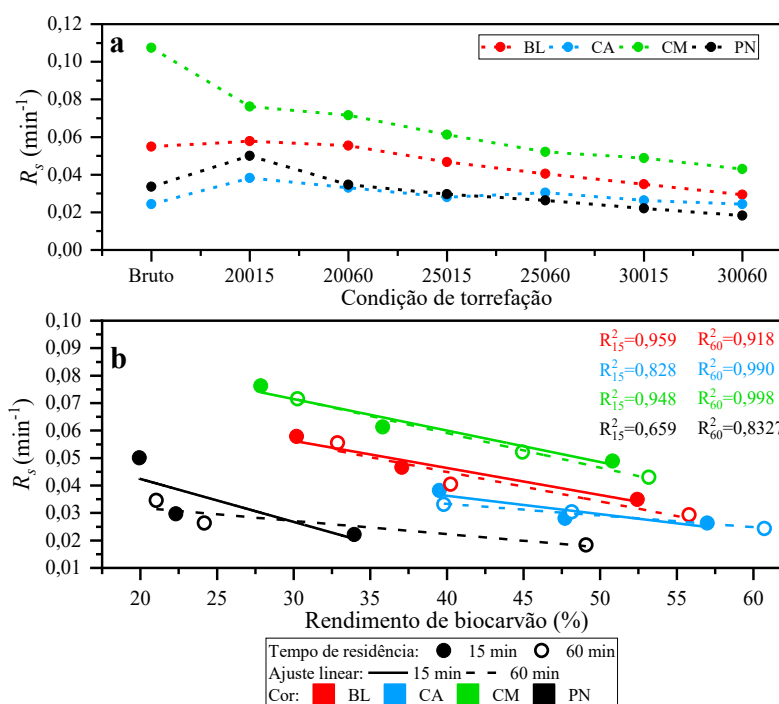 a
BL CA CM PN
0,12
0,10
0,08
0,06
0,04
0,02
0,00
R_s (min⁻¹)
Bruto 20015 20060 25015 25060 30015 30060
Condição de torrefação
b
R²₁₅=0,959 R²₆₀=0,918
R²₁₅=0,828 R²₆₀=0,990
R²₁₅=0,948 R²₆₀=0,998
R²₁₅=0,659 R²₆₀=0,8327
0,10
0,09
0,08
0,07
0,06
0,05
0,04
0,03
0,02
0,01
R_s (min⁻¹)
20 25 30 35 40 45 50 55 60
Rendimento de biocarvão (%)
Tempo de residência: 15 min 60 min
Ajuste linear: 15 min 60 min
Cor: BL CA CM PN